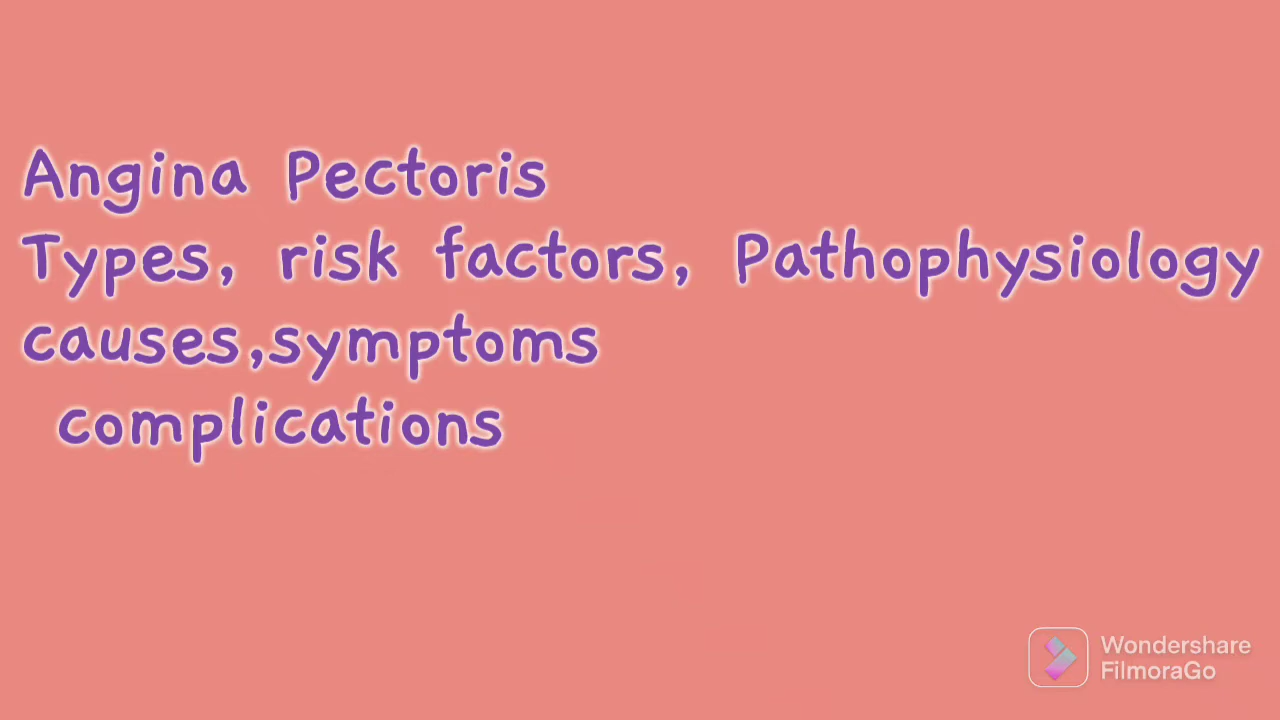 Angina Pectoris
Types, risk factors, Pathophysiology
causes,symptoms
complications
Wondershare
FilmoraGo